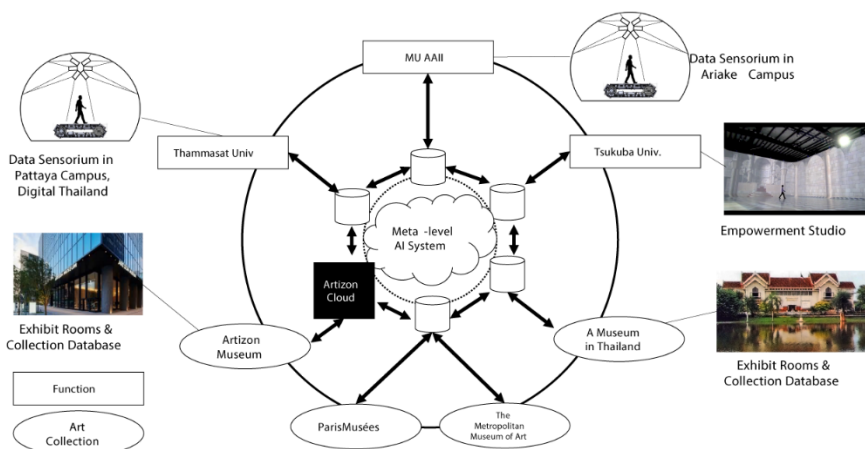 MU AAII
Data Sensorium in
Ariake Campus
Thammasat Univ
Tsukuba Univ.
Data Sensorium in
Pattaya Campus,
Digital Thailand
Meta -level
AI System
Empowerment Studio
Artizon
Cloud
Exhibit Rooms &
Collection Database
Artizon
Museum
A Museum
in Thailand
Exhibit Rooms &
Collection Database
Function
Art
Collection
ParisMusées
The
Metropolitan
Museum of Art